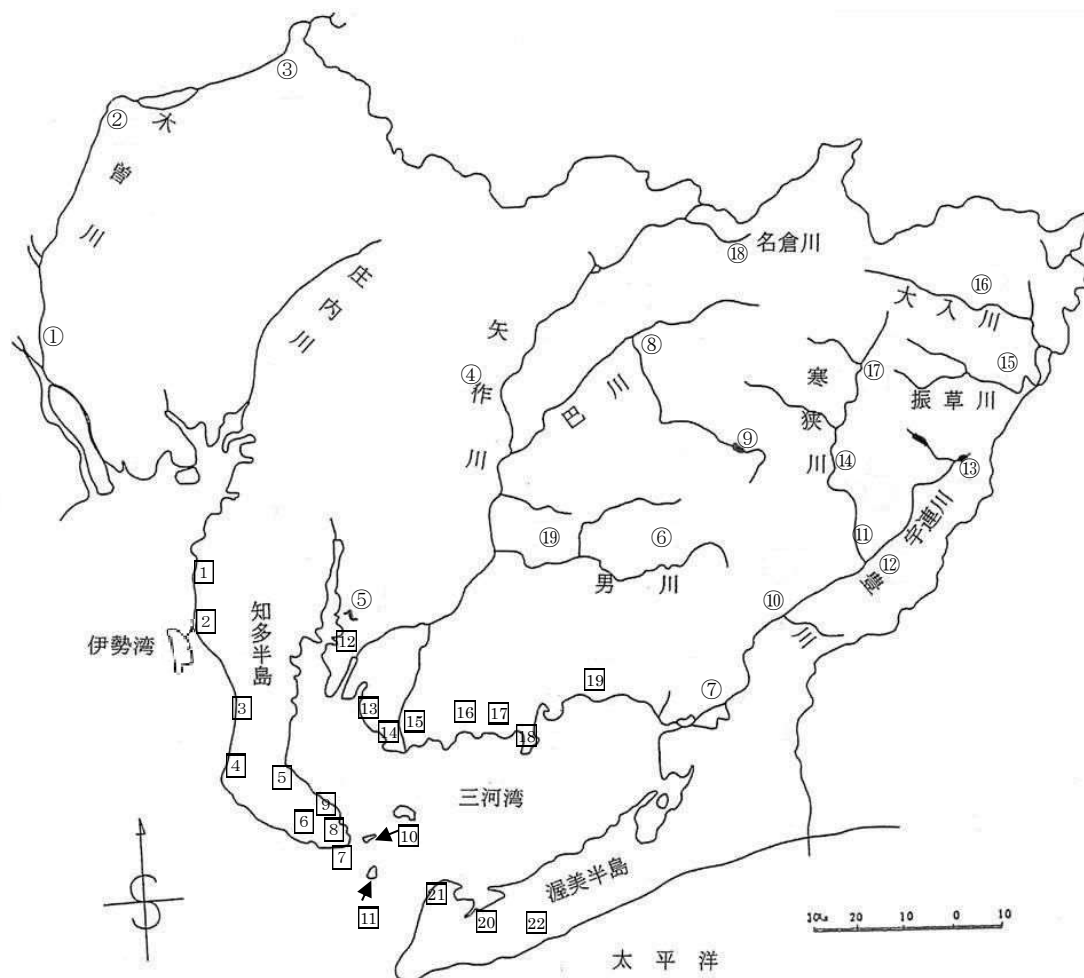 ③
②
木
曽
川
①
庄
内
川
⑱
名倉川
⑯
大入川
⑮
振草川
⑰
矢
④
作
川
⑧
巴川
⑨
寒
狭
川
⑭
⑬
宇連川
⑪
⑫
豊
川
⑩
⑲
⑥
男川
⑦
⑤
1
2
伊勢湾
知多半島
3
4
5
6
7
8
9
10
11
12
13
14
15
16
17
18
19
三河湾
渥美半島
20
21
22
太平洋
20
10
0
10